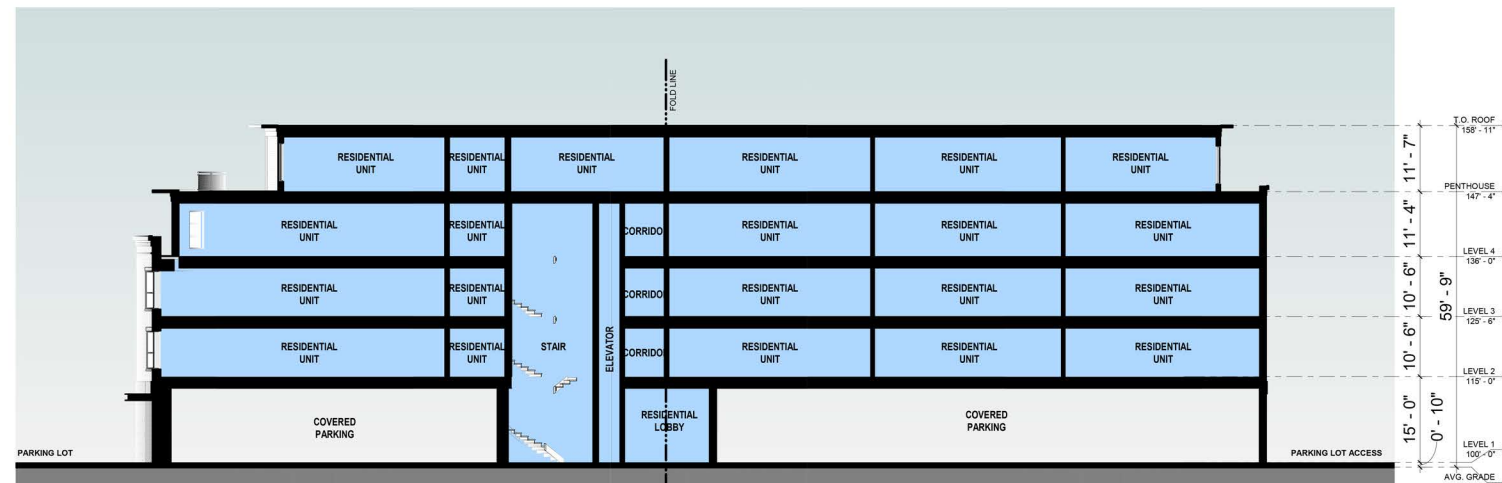 FOLD LINE
T.O. ROOF
158' - 11"
RESIDENTIAL
UNIT
RESIDENTIAL
UNIT
RESIDENTIAL
UNIT
RESIDENTIAL
UNIT
RESIDENTIAL
UNIT
RESIDENTIAL
UNIT
11' - 7"
PENTHOUSE
147' - 4"
RESIDENTIAL
UNIT
RESIDENTIAL
UNIT
CORRIDO
RESIDENTIAL
UNIT
RESIDENTIAL
UNIT
RESIDENTIAL
UNIT
11' - 4"
LEVEL 4
136' - 0"
RESIDENTIAL
UNIT
RESIDENTIAL
UNIT
CORRIDO
RESIDENTIAL
UNIT
RESIDENTIAL
UNIT
RESIDENTIAL
UNIT
10' - 6"
59' - 9"
LEVEL 3
125' - 6"
RESIDENTIAL
UNIT
RESIDENTIAL
UNIT
STAIR
ELEVATOR
CORRIDO
RESIDENTIAL
UNIT
RESIDENTIAL
UNIT
RESIDENTIAL
UNIT
10' - 6"
LEVEL 2
115' - 0"
COVERED
PARKING
RESIDENTIAL
LOBBY
COVERED
PARKING
15' - 0"
0' - 10"
LEVEL 1
100' - 0"
PARKING LOT
PARKING LOT ACCESS
AVG. GRADE